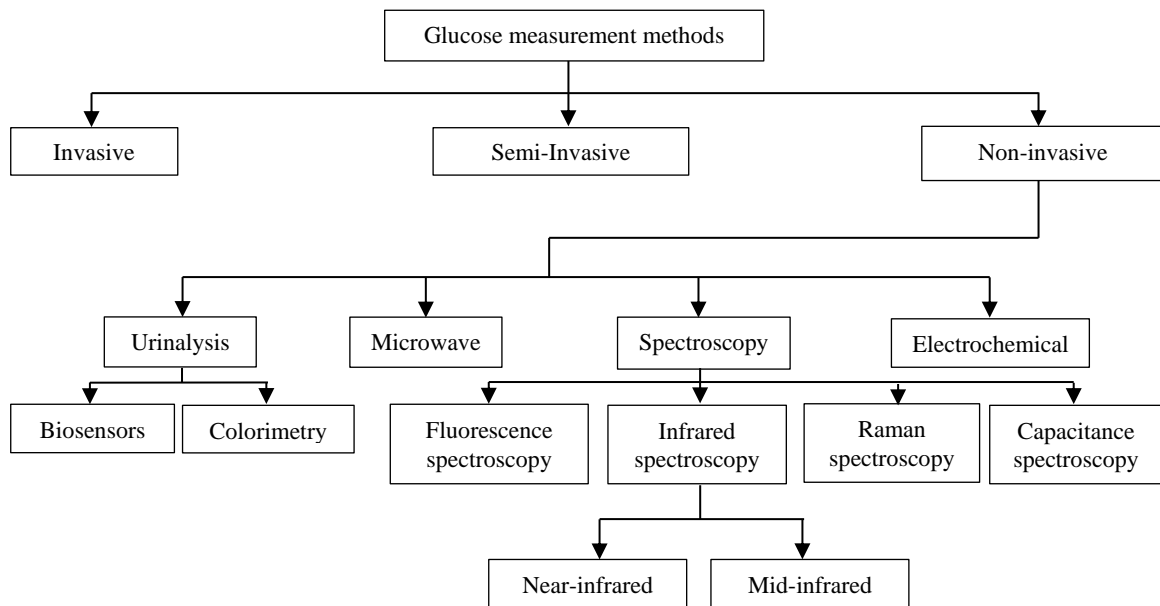 Glucose measurement methods
Invasive
Semi-Invasive
Non-invasive
Urinalysis
Microwave
Spectroscopy
Electrochemical
Biosensors
Colorimetry
Fluorescence
spectroscopy
Infrared
spectroscopy
Raman
spectroscopy
Capacitance
spectroscopy
Near-infrared
Mid-infrared